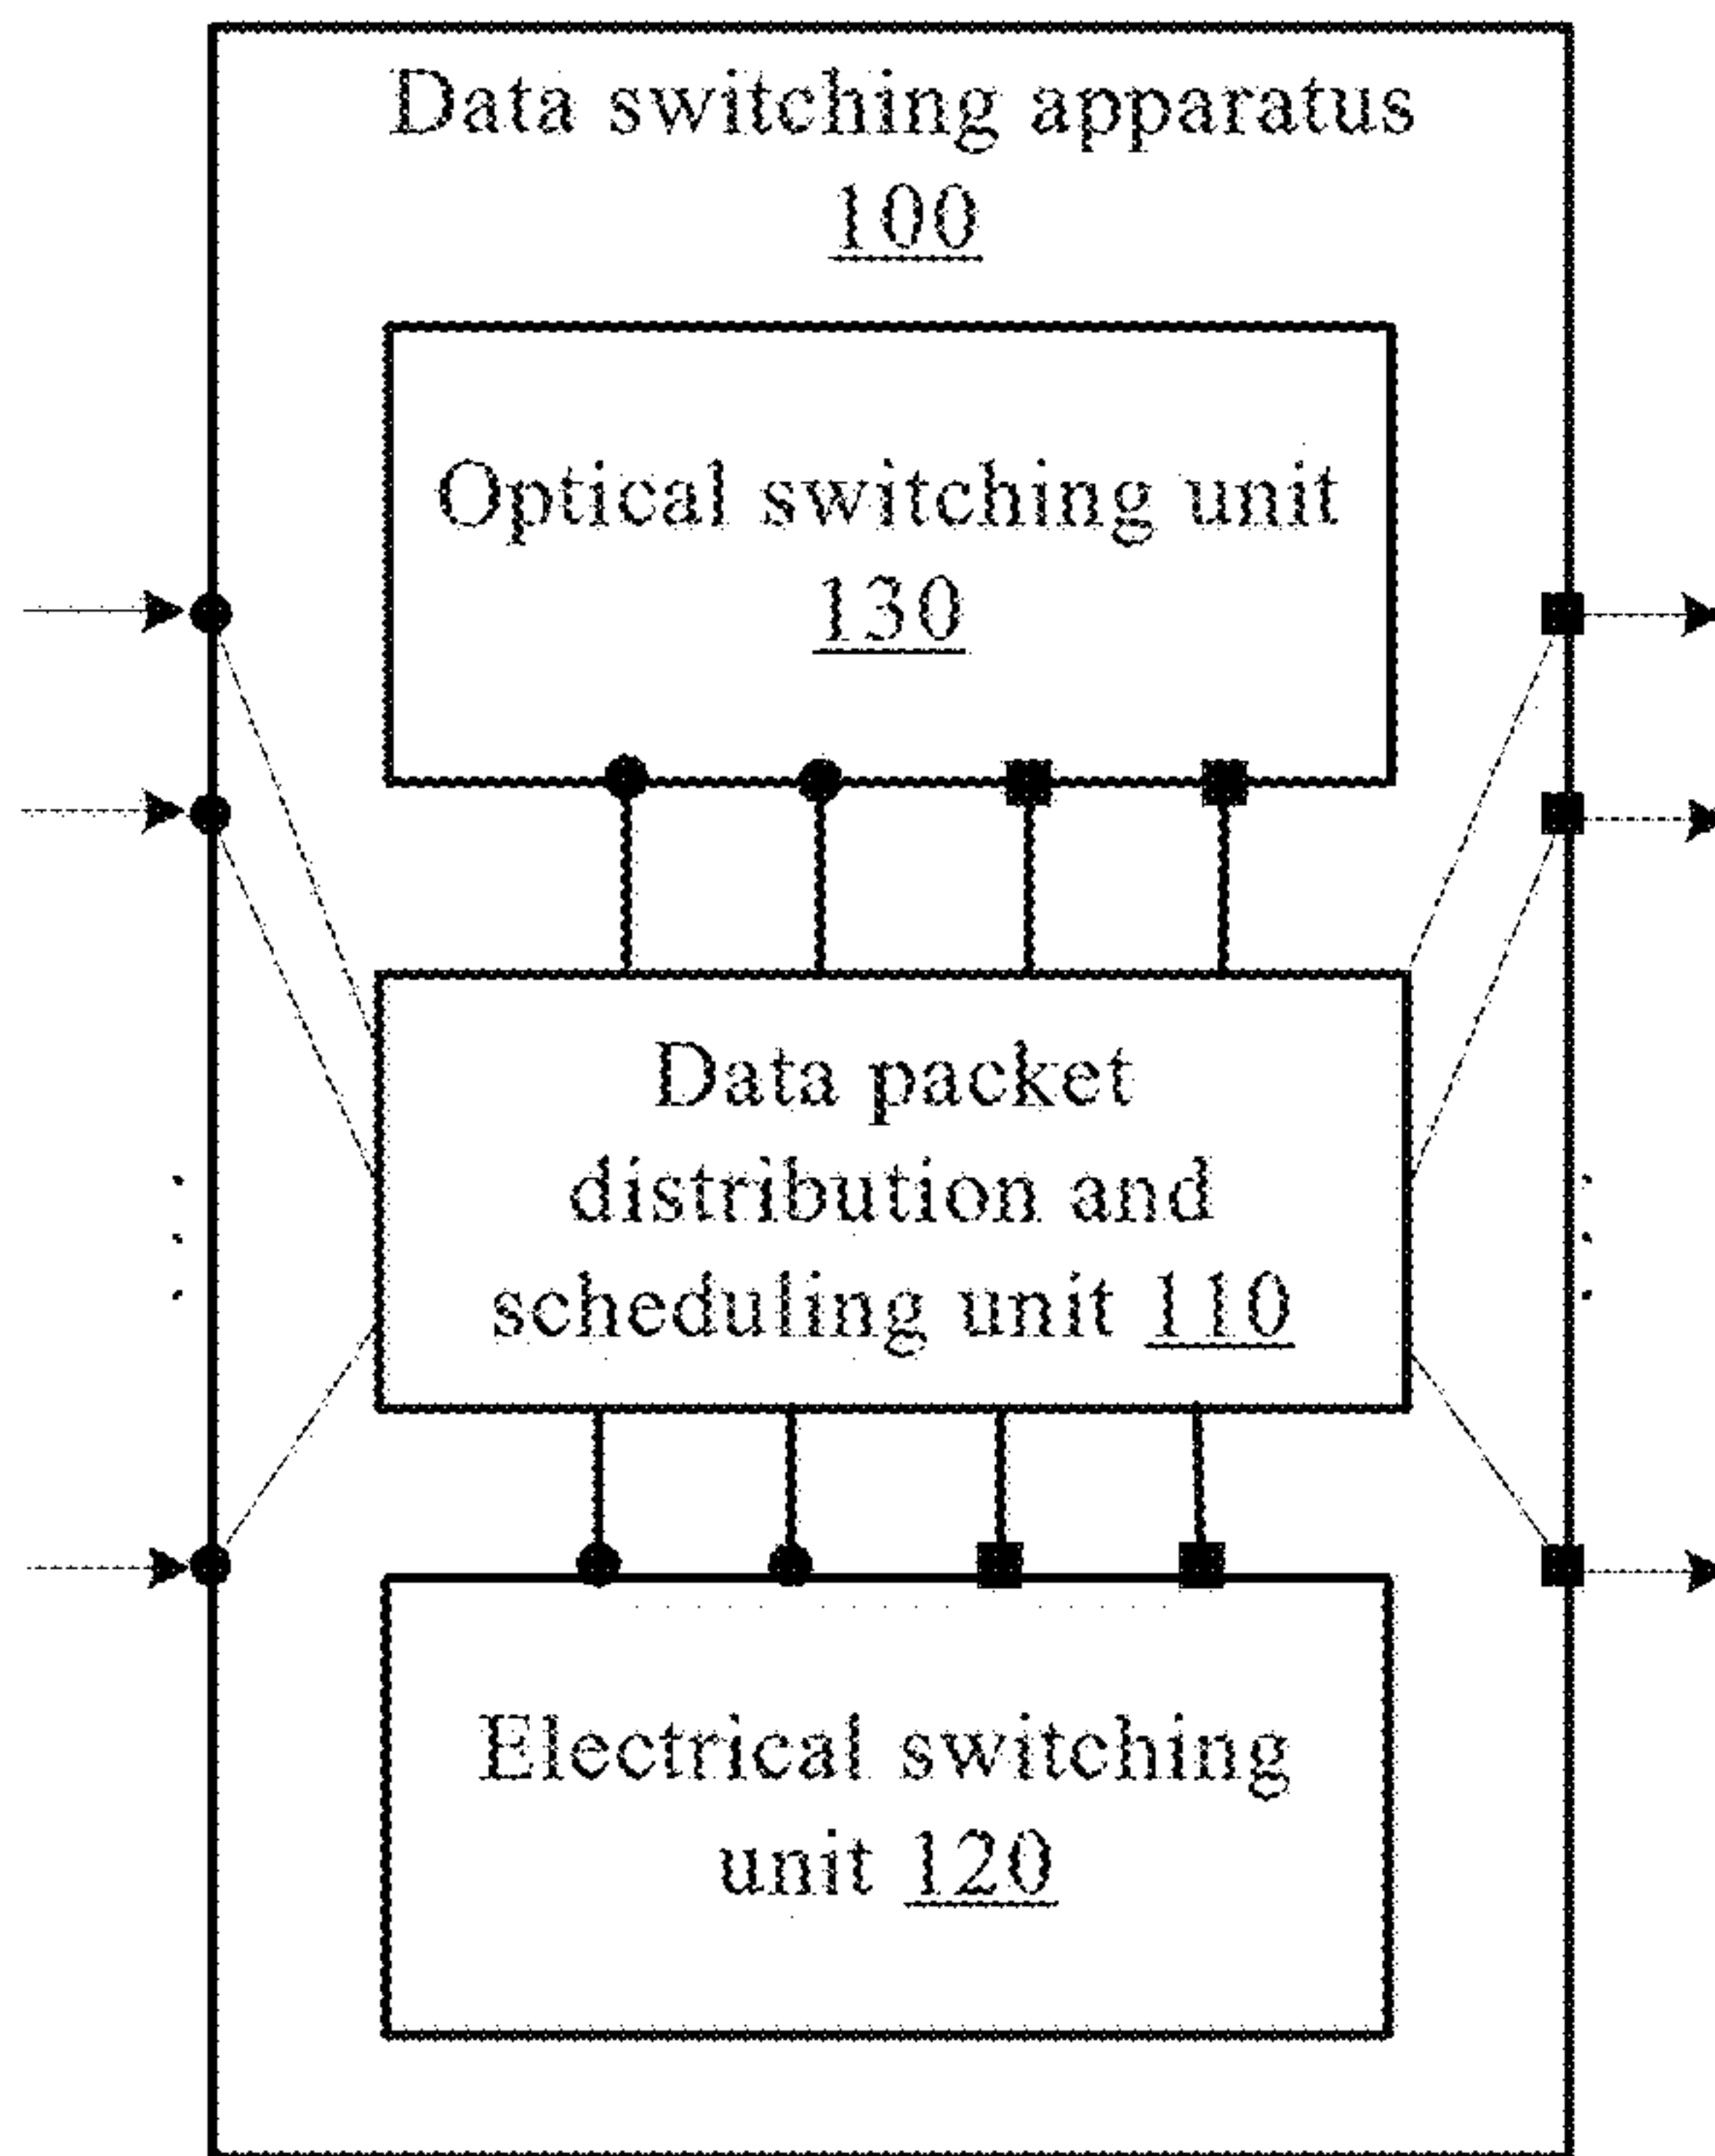 Data switching apparatus
100
Optical switching unit
130
Data packet
distribution and
scheduling unit 110
Electrical switching
unit 120